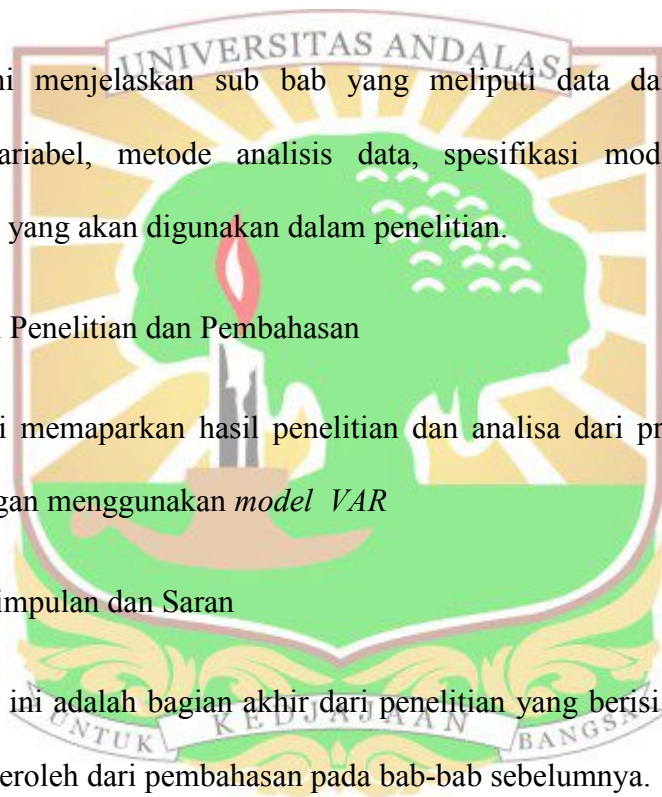 UNIVERSITAS ANDALAS
ni menjelaskan sub bab yang meliputi data da
ariabel, metode analisis data, spesifikasi mod
yang akan digunakan dalam penelitian.
Penelitian dan Pembahasan
i memaparkan hasil penelitian dan analisa dari pr
gan menggunakan model VAR
impulan dan Saran
ini adalah bagian akhir dari penelitian yang berisi
UNTUK KEDJAJAAN BANGSA
eroleh dari pembahasan pada bab-bab sebelumnya.